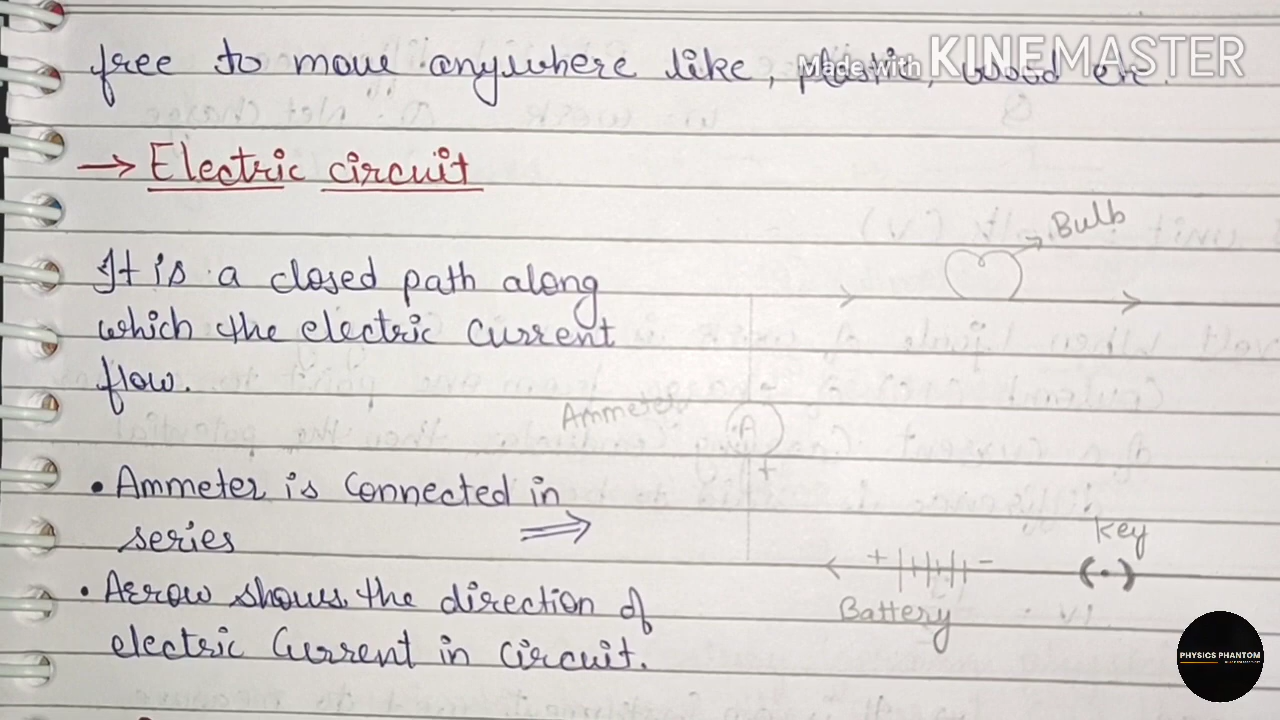 free to move anywhere like, plastic, wood etc.
Made with KINEMASTER
→ Electric circuit
Bulb
It is a closed path along
which the electric current
flow.
Ammeter
A
- +
• Ammeter is connected in
series
⇒
key
+ -
(·)
Battery
• Arrow shows the direction of
electric current in circuit.
PHYSICS PHANTOM